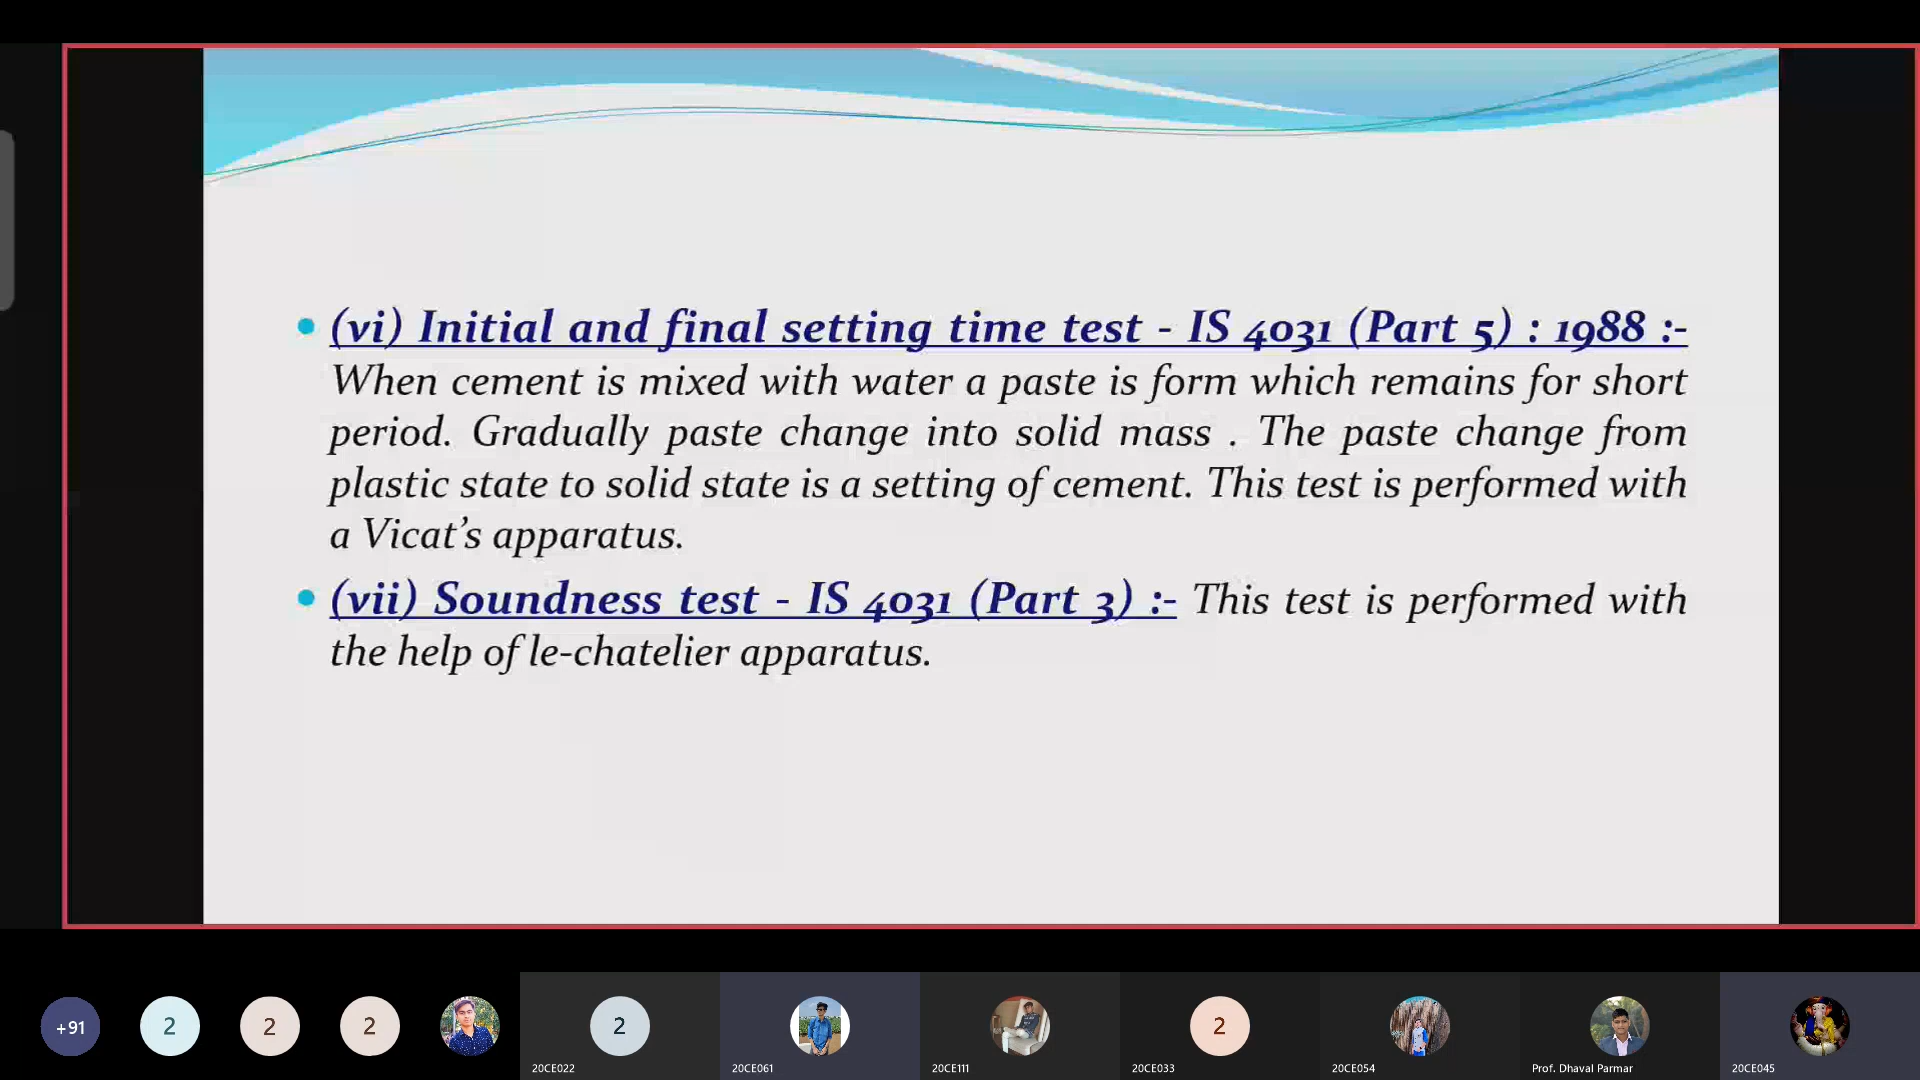 (vi) Initial and final setting time test - IS 4031 (Part 5) : 1988 :-
When cement is mixed with water a paste is form which remains for short
period. Gradually paste change into solid mass . The paste change from
plastic state to solid state is a setting of cement. This test is performed with
a Vicat’s apparatus.
(vii) Soundness test - IS 4031 (Part 3) :- This test is performed with
the help of le-chatelier apparatus.
+91
2
2
2
2
2
20CE022
20CE061
20CE111
20CE033
20CE054
Prof. Dhaval Parmar
20CE045